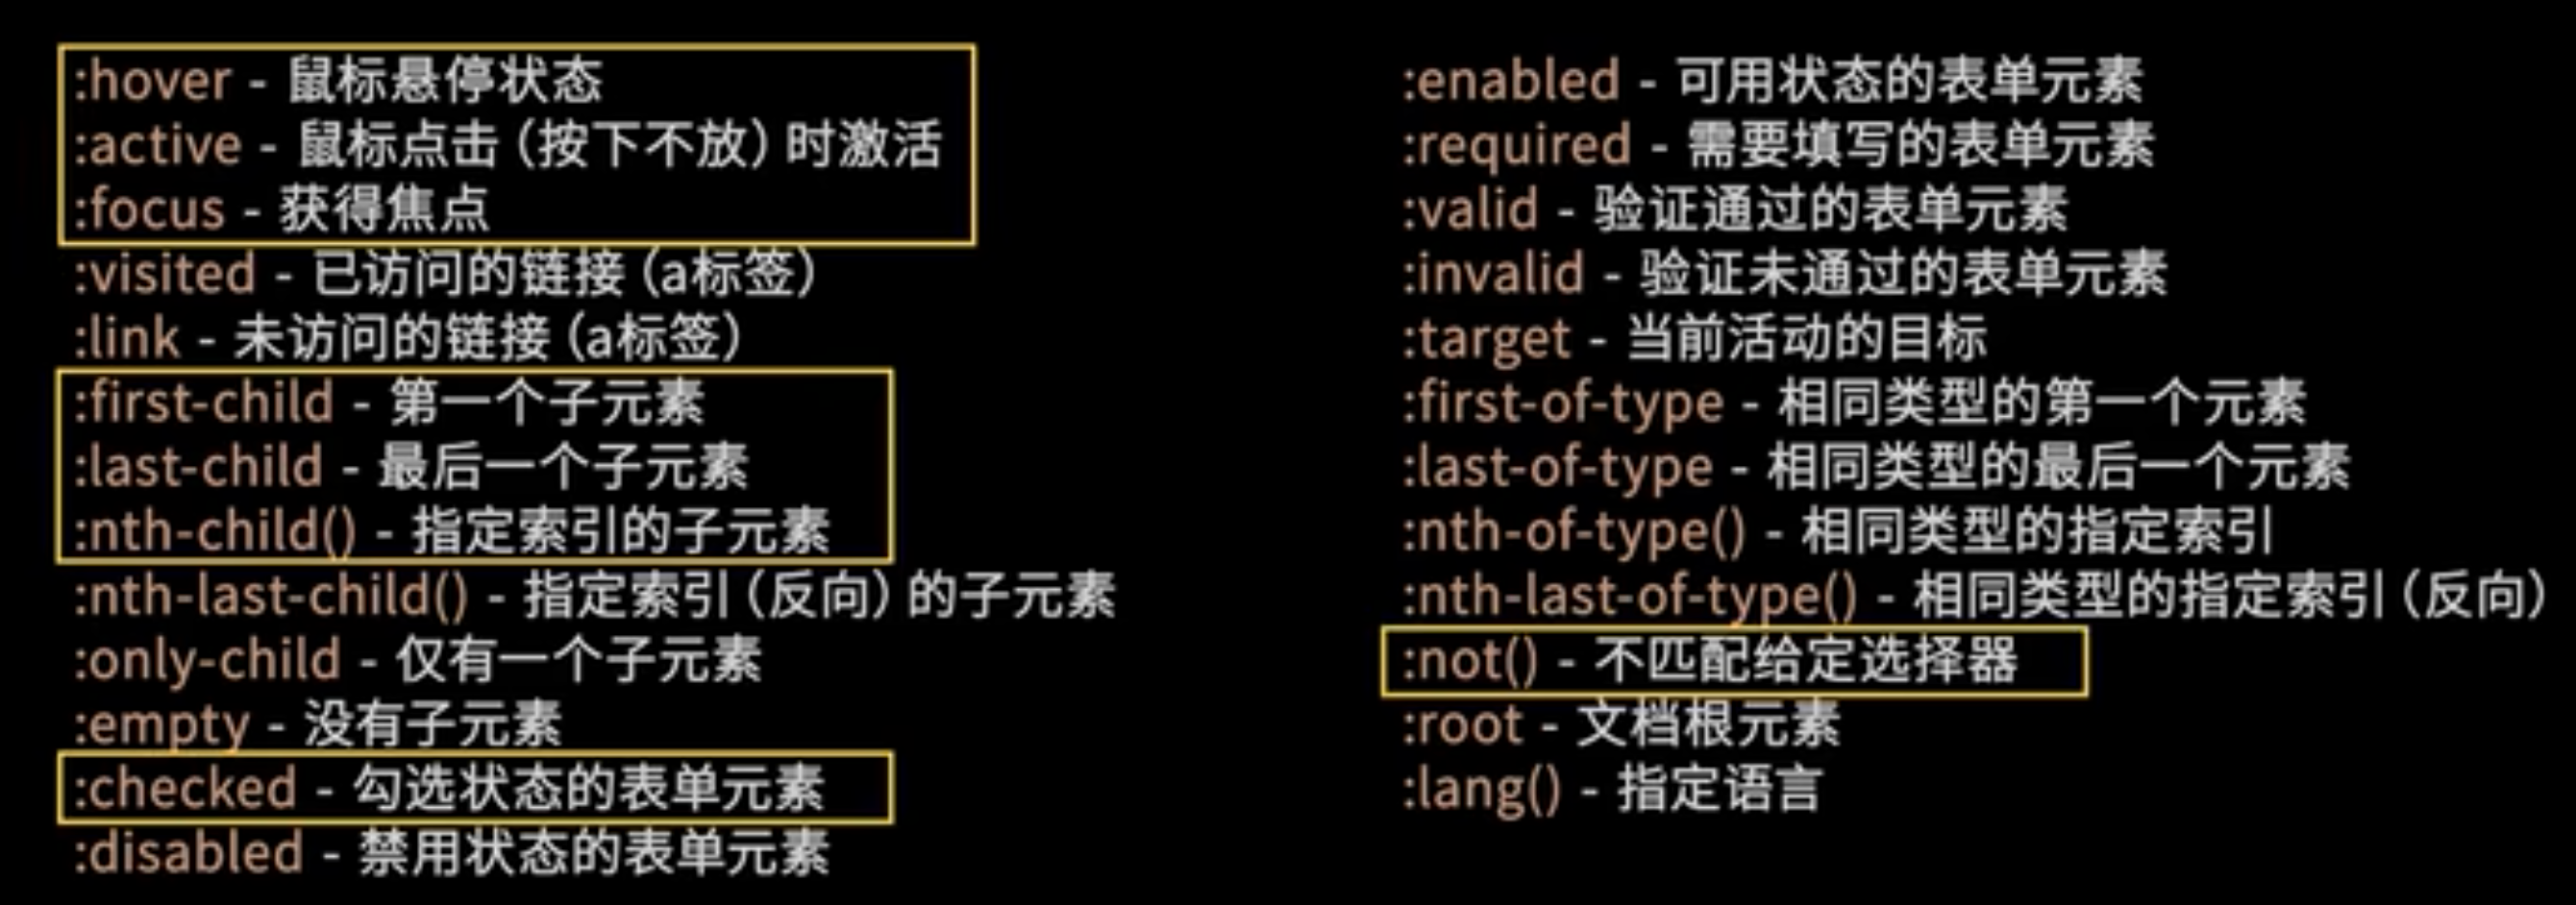 :hover - 鼠标悬停状态
:active - 鼠标点击（按下不放）时激活
:focus - 获得焦点
:visited - 已访问的链接（a标签）
:link - 未访问的链接（a标签）
:first-child - 第一个子元素
:last-child - 最后一个子元素
:nth-child() - 指定索引的子元素
:nth-last-child() - 指定索引（反向）的子元素
:only-child - 仅有一个子元素
:empty - 没有子元素
:checked - 勾选状态的表单元素
:disabled - 禁用状态的表单元素
:enabled - 可用状态的表单元素
:required - 需要填写的表单元素
:valid - 验证通过的表单元素
:invalid - 验证未通过的表单元素
:target - 当前活动的目标
:first-of-type - 相同类型的第一个元素
:last-of-type - 相同类型的最后一个元素
:nth-of-type() - 相同类型的指定索引
:nth-last-of-type() - 相同类型的指定索引（反向）
:not() - 不匹配给定选择器
:root - 文档根元素
:lang() - 指定语言